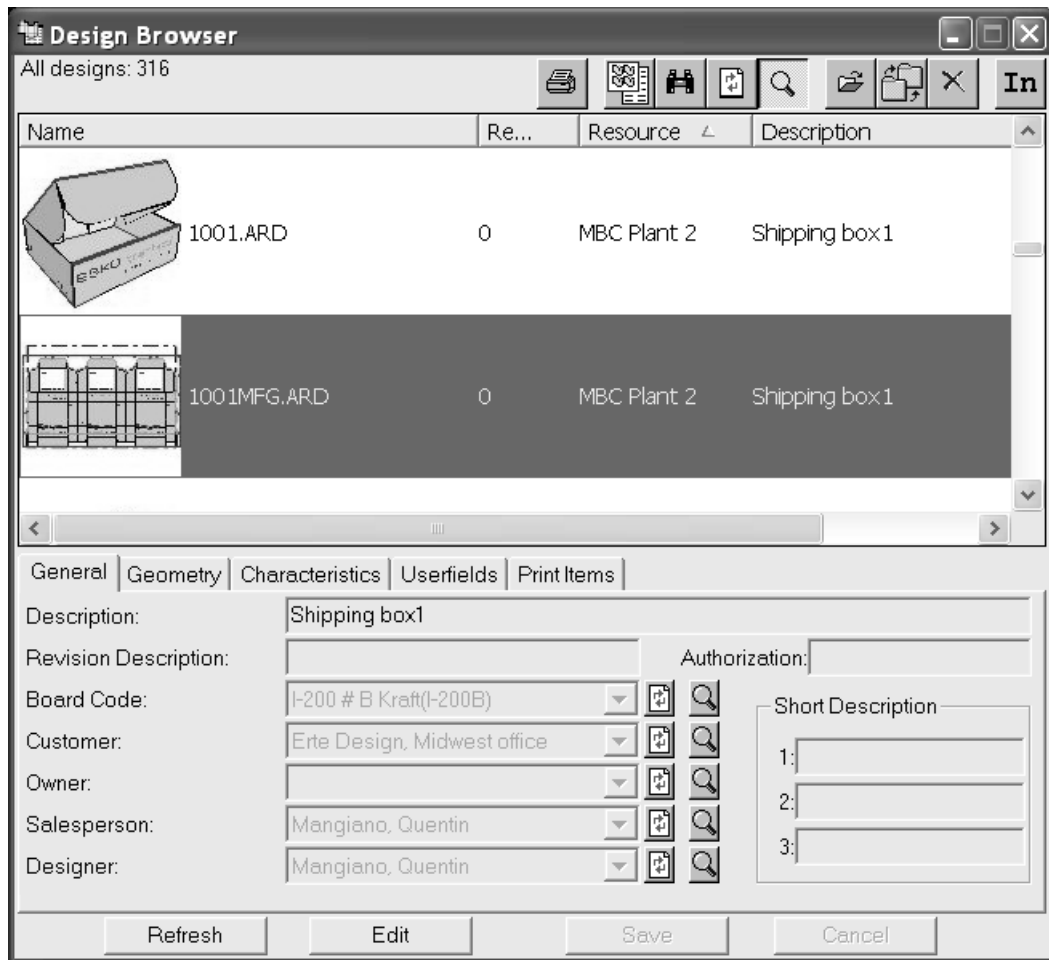 Design Browser
All designs: 316
In
Name Re... Resource Description
1001.ARD 0 MBC Plant 2 Shipping box1
ESKO
1001MFG.ARD 0 MBC Plant 2 Shipping box1
General Geometry Characteristics Userfields Print Items
Description: Shipping box1
Revision Description: Authorization:
Board Code: I-200 # B Kraft(I-200B) Short Description
Customer: Erte Design, Midwest office
1:
Owner:
2:
Salesperson: Mangiano, Quentin
3:
Designer: Mangiano, Quentin
Refresh Edit Save Cancel